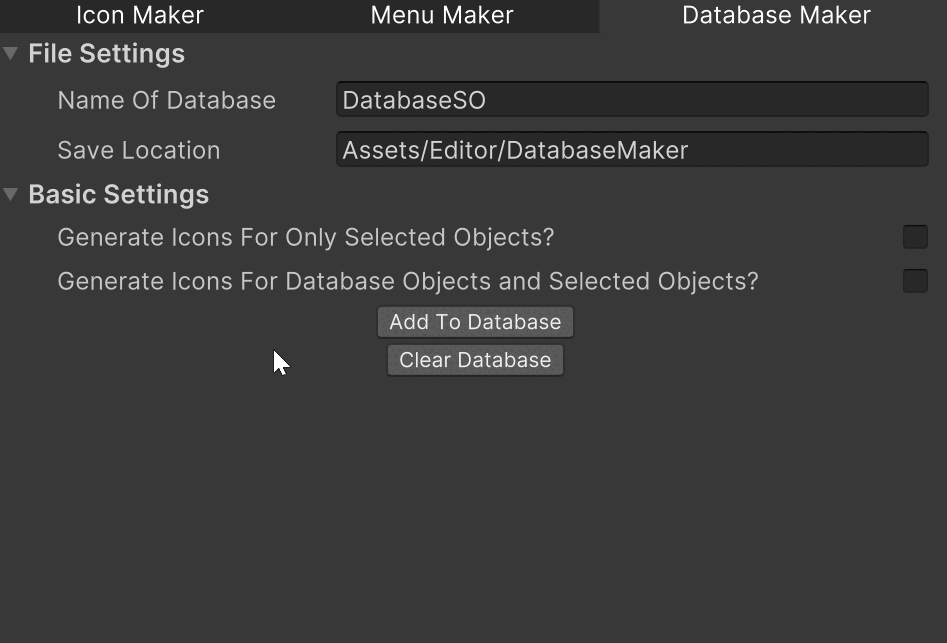 Icon Maker Menu Maker Database Maker
File Settings
Name Of Database DatabaseSO
Save Location Assets/Editor/DatabaseMaker
Basic Settings
Generate Icons For Only Selected Objects?
Generate Icons For Database Objects and Selected Objects?
Add To Database
Clear Database